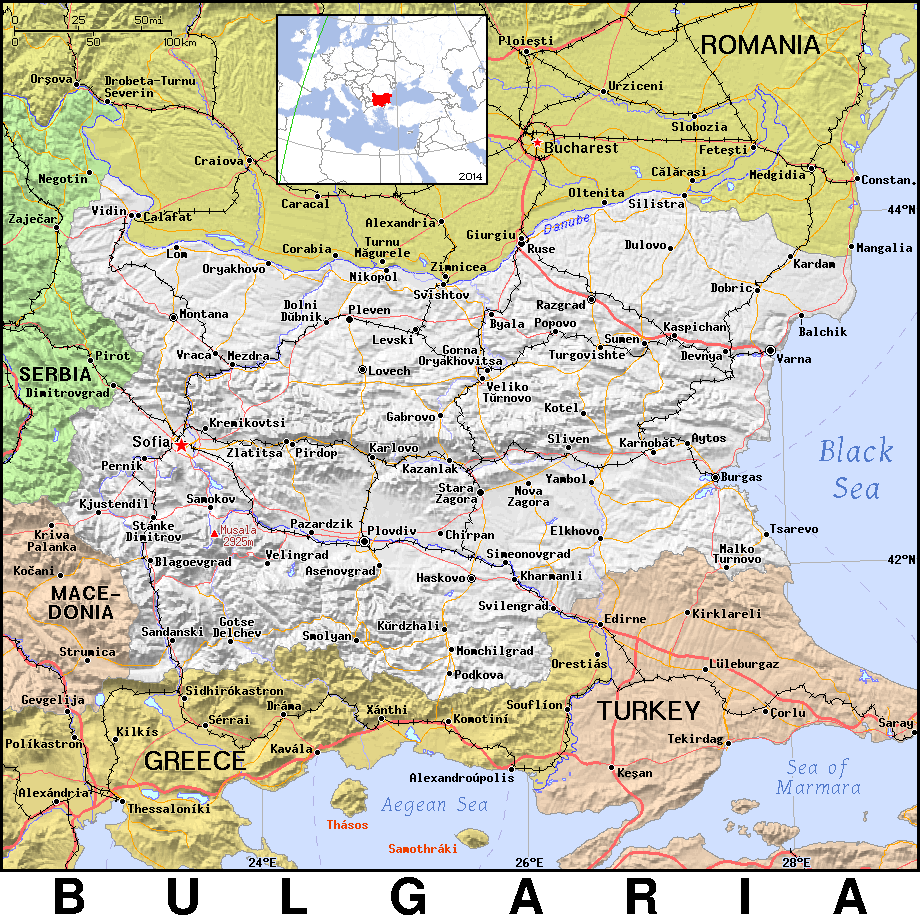 0 25 50mi
0 50 100km
2014
ROMANIA
Ploiești
Orșova
Drobeta-Turnu
Severin
Urziceni
Slobozia
Craiova
Bucharest
Fetești
Negotin
Călărasi
Medgidia
Constan.
Oltenita
Caracal
Silistra
44°N
Vidin
Calafat
Zaječar
Alexandria
Danube
Giurgiu
Ruse
Turnu
Măgurele
Corabia
Dulovo
Mangalia
Lom
Oryakhovo
Zimnicea
Kardam
Nikopol
Svishtov
Dobric
Dolni
Dŭbnik
Pleven
Razgrad
Montana
Byala
Popovo
Balchik
Levski
Kaspichan
Sumen
Pirot
Vraca
Mezdra
Gorna
Oryakhovitsa
Turgovishte
Devnya
Varna
SERBIA
Lovech
Dimitrovgrad
Veliko
Tŭrnovo
Kotel
Gabrovo
Kremikovtsi
Sofia
Sliven
Karnobat
Aytos
Zlatitsa
Pirdop
Karlovo
Black
Sea
Pernik
Kazanlak
Yambol
Burgas
Stara
Zagora
Nova
Zagora
Kjustendil
Samokov
Stánke
Dimitrov
Musala
2925m
Pazardzik
Plovdiv
Chirpan
Elkhovo
Tsarevo
Kriva
Palanka
Malko
Turnovo
Velingrad
Simeonovgrad
Blagoevgrad
42°N
Kočani
Asenovgrad
Haskovo
Kharmanli
MACE-
DONIA
Svilengrad
Edirne
Kirklareli
Gotse
Delchev
Kŭrdzhali
Sandanski
Smolyan
Momchilgrad
Strumica
Orestiás
Lüleburgaz
Podkova
Sidhirókastron
Gevgelija
Dráma
Xánthi
Souflíon
TURKEY
Sérrai
Komotiní
Çorlu
Saray
Kilkís
Políkastron
Kavála
Tekirdag
GREECE
Keşan
Alexandroúpolis
Sea of
Marmara
Alexándria
Thessaloníki
Aegean Sea
Thásos
Samothráki
24°E
26°E
28°E
BULGARIA